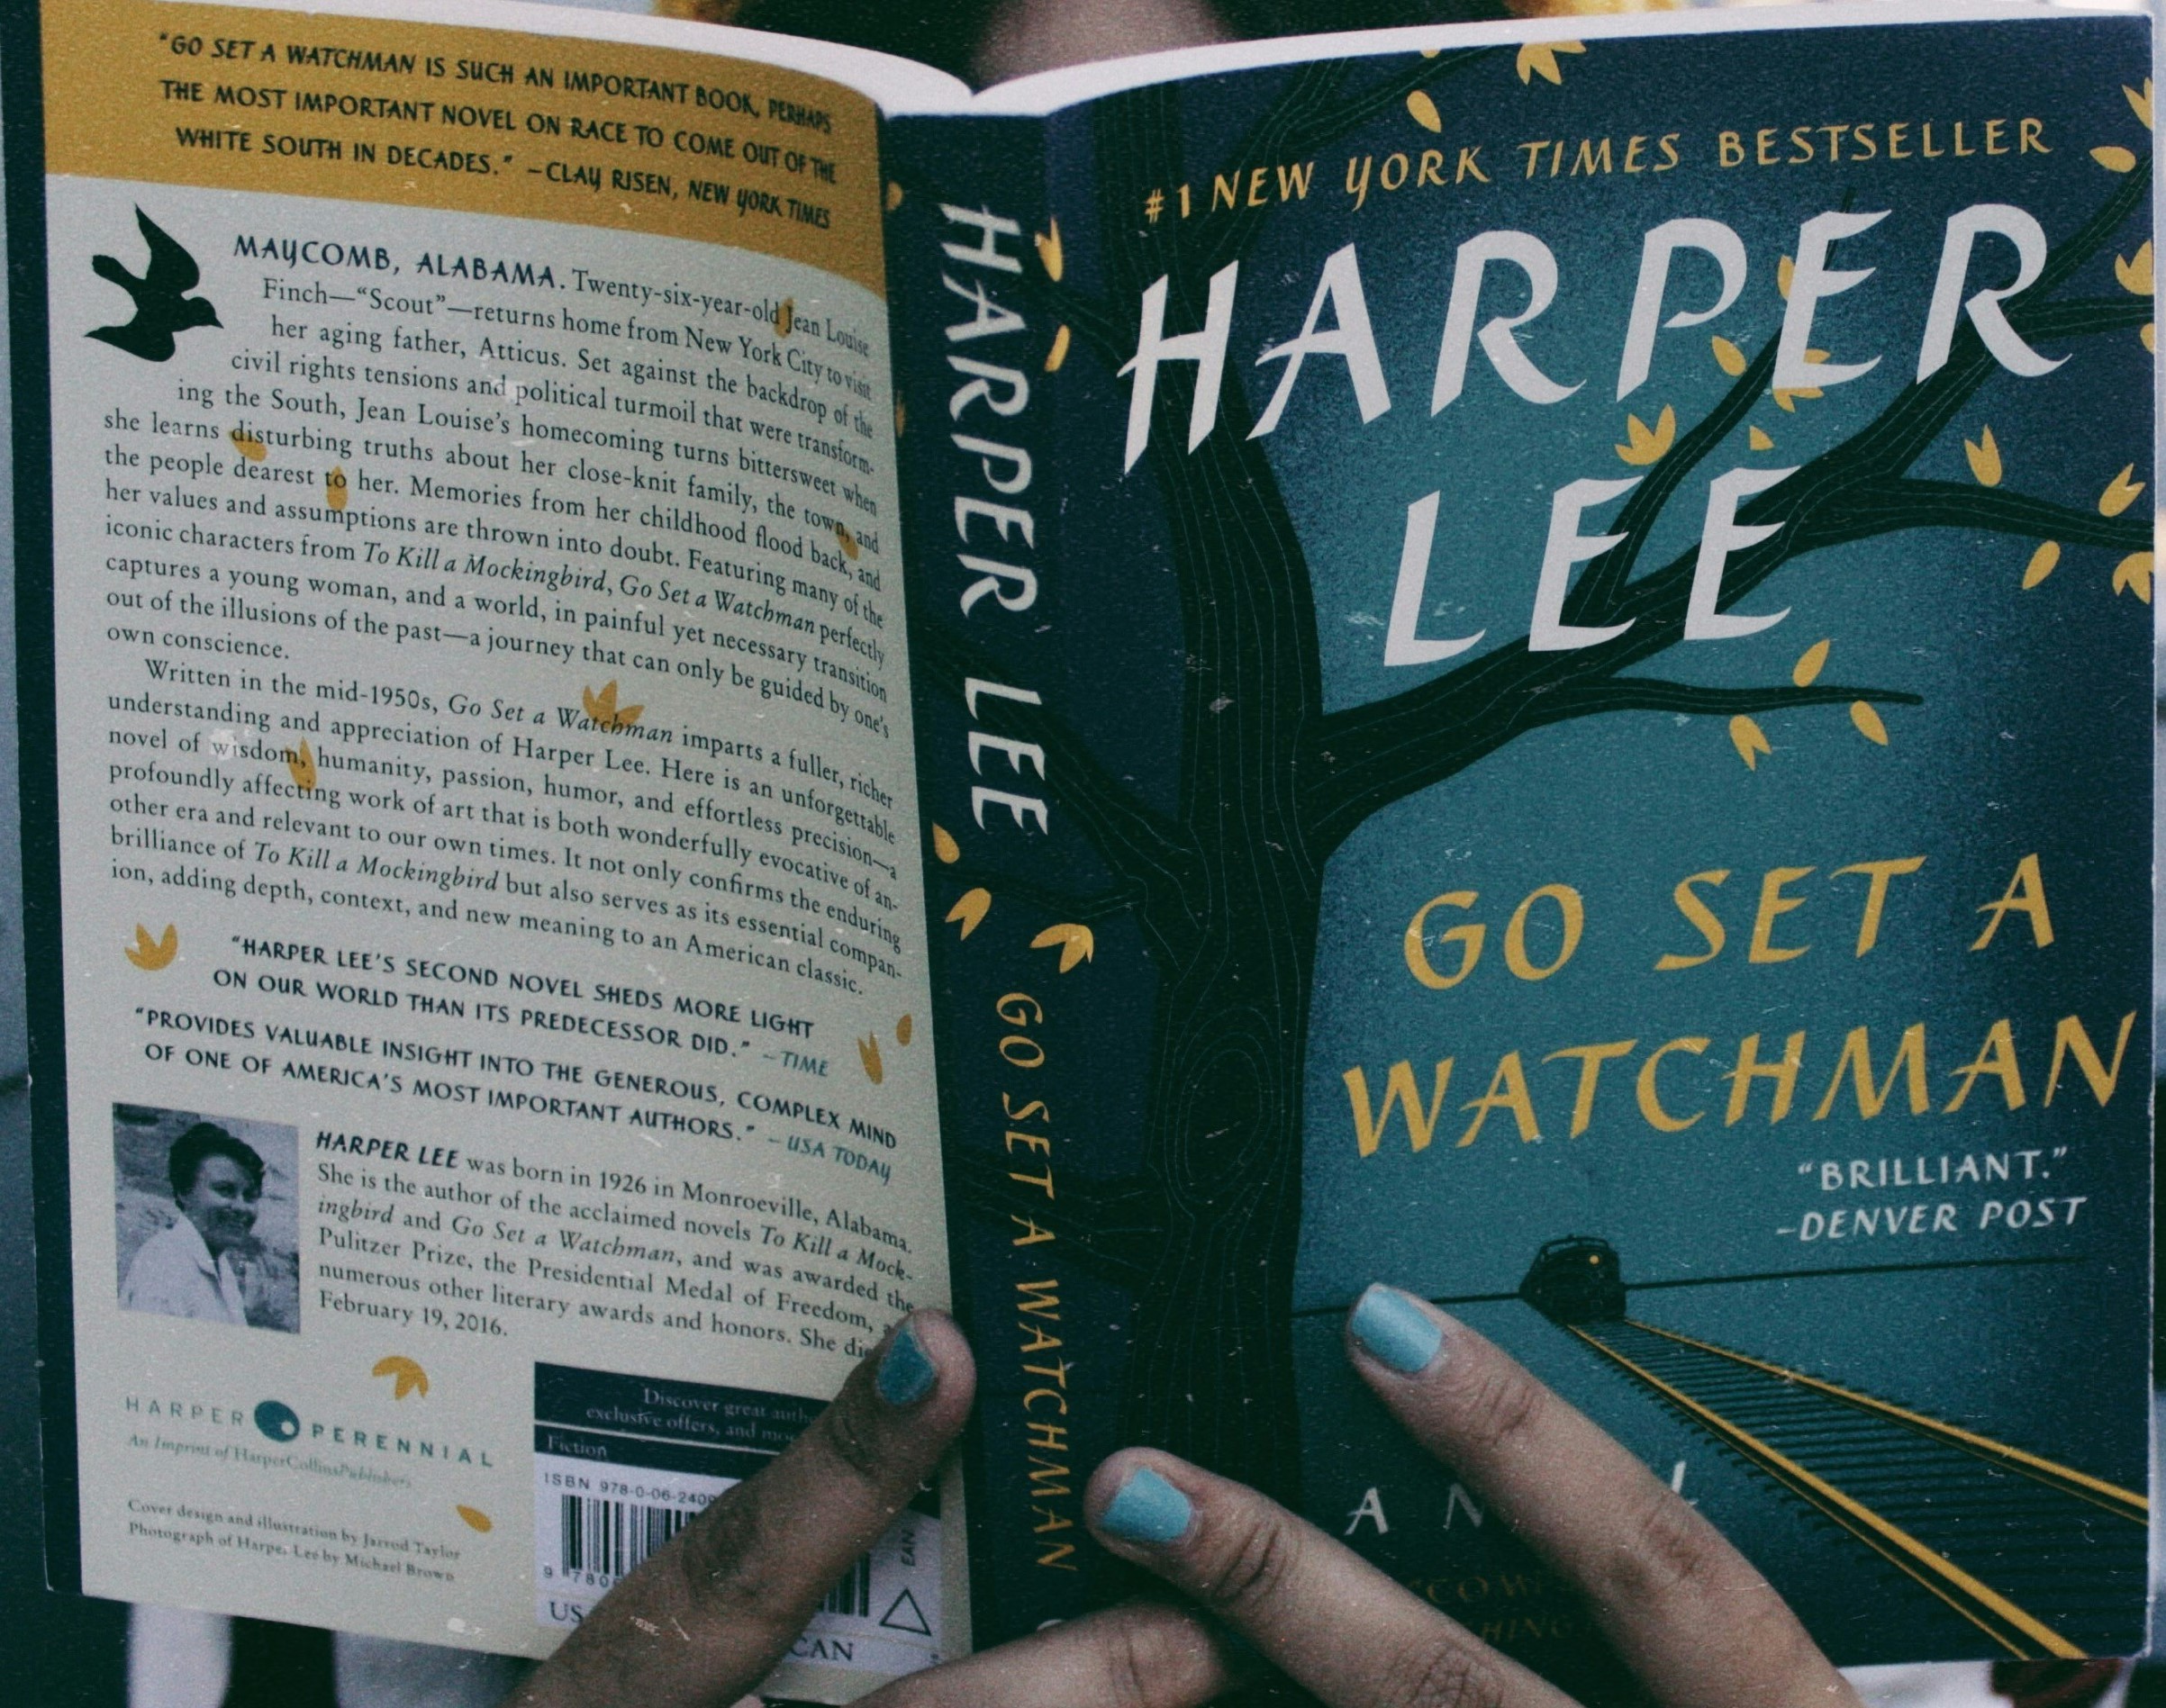 "GO SET A WATCHMAN IS SUCH AN IMPORTANT BOOK, PERHAPS
THE MOST IMPORTANT NOVEL ON RACE TO COME OUT OF THE
WHITE SOUTH IN DECADES." –CLAY RISEN, NEW YORK TIMES
MAYCOMB, ALABAMA. Twenty-six-year-old Jean Louise
Finch—"Scout"—returns home from New York City to visit
her aging father, Atticus. Set against the backdrop of the
civil rights tensions and political turmoil that were transform-
ing the South, Jean Louise's homecoming turns bittersweet when
she learns disturbing truths about her close-knit family, the town, and
the people dearest to her. Memories from her childhood flood back, and
her values and assumptions are thrown into doubt. Featuring many of the
iconic characters from To Kill a Mockingbird, Go Set a Watchman perfectly
captures a young woman, and a world, in painful yet necessary transition
out of the illusions of the past—a journey that can only be guided by one's
own conscience.
Written in the mid-1950s, Go Set a Watchman imparts a fuller, richer
understanding and appreciation of Harper Lee. Here is an unforgettable
novel of wisdom, humanity, passion, humor, and effortless precision—a
profoundly affecting work of art that is both wonderfully evocative of an-
other era and relevant to our own times. It not only confirms the enduring
brilliance of To Kill a Mockingbird but also serves as its essential compan-
ion, adding depth, context, and new meaning to an American classic.
"HARPER LEE'S SECOND NOVEL SHEDS MORE LIGHT
ON OUR WORLD THAN ITS PREDECESSOR DID." –TIME
"PROVIDES VALUABLE INSIGHT INTO THE GENEROUS, COMPLEX MIND
OF ONE OF AMERICA'S MOST IMPORTANT AUTHORS." –USA TODAY
HARPER LEE was born in 1926 in Monroeville, Alabama.
She is the author of the acclaimed novels To Kill a Mock-
ingbird and Go Set a Watchman, and was awarded the
Pulitzer Prize, the Presidential Medal of Freedom,
numerous other literary awards and honors. She
February 19, 2016.
HARPER PERENNIAL
An Imprint of HarperCollinsPublishers
Cover design and illustration by Jarrod Taylor
Photograph of Harper Lee by Michael Brown
Discover great
exclusive offers, and
Fiction
ISBN 978-0-06-2409
9 780
US
CAN
EAN
HARPER LEE
GO SET A WATCHMAN
#1 NEW YORK TIMES BESTSELLER
HARPER
LEE
GO SET A
WATCHMAN
"BRILLIANT."
–DENVER POST
A